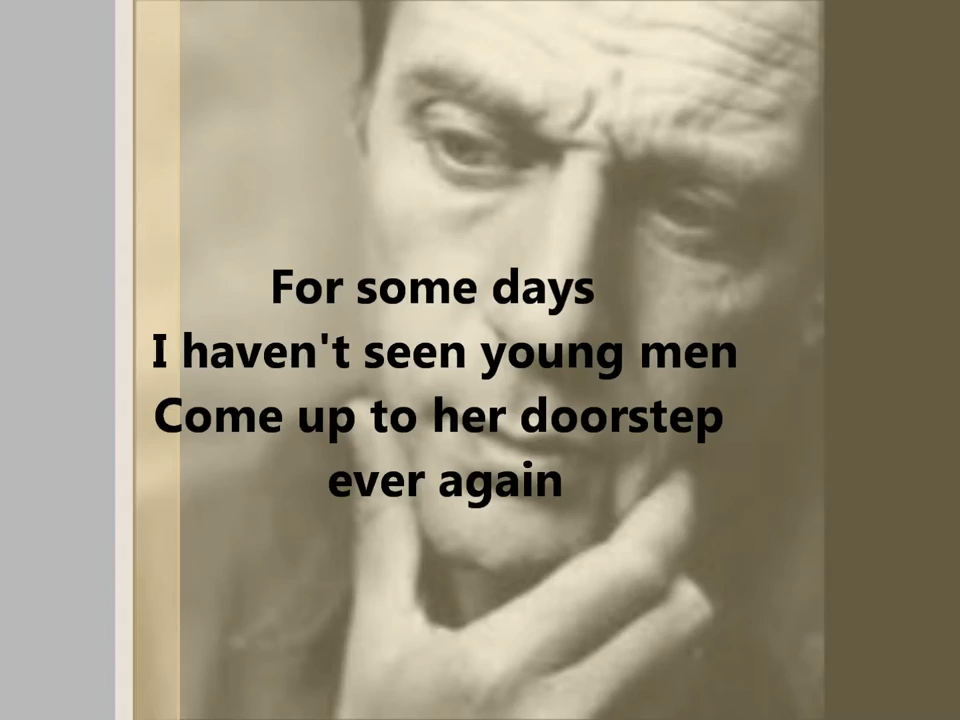 For some days
I haven't seen young men
Come up to her doorstep
ever again